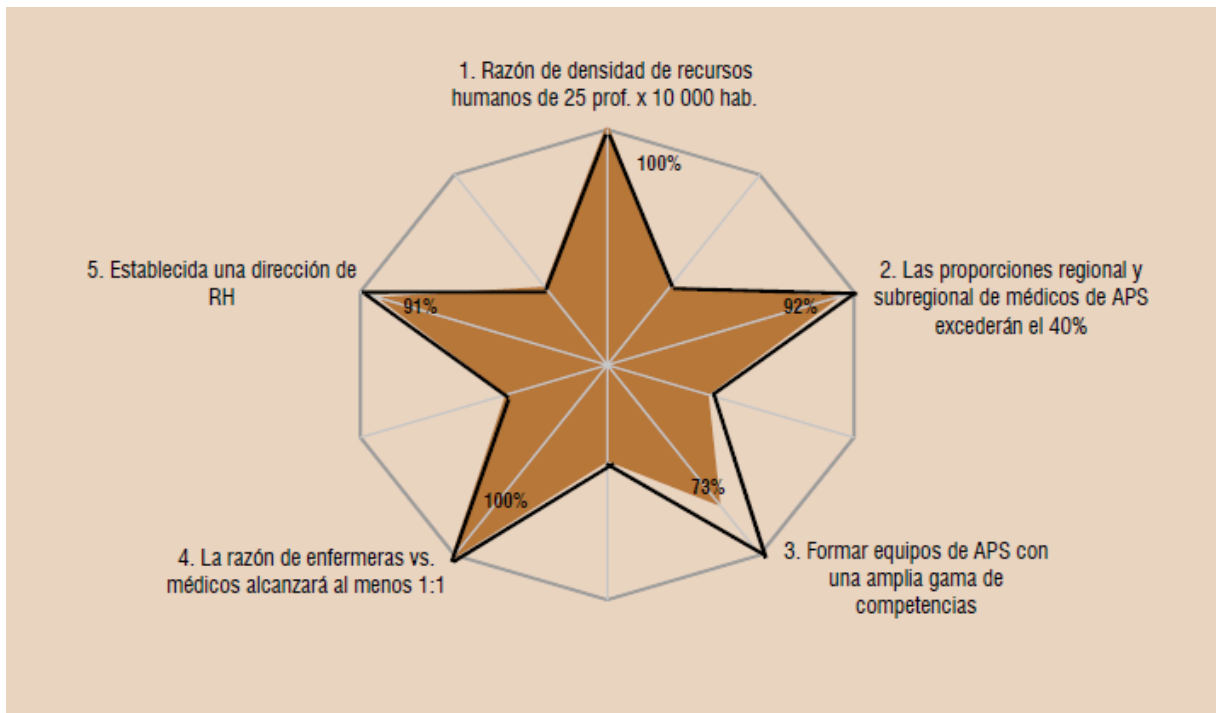 1. Razón de densidad de recursos
humanos de 25 prof. x 10 000 hab.
100%
5. Establecida una dirección de
RH
91%
92%
2. Las proporciones regional y
subregional de médicos de APS
excederán el 40%
73%
100%
4. La razón de enfermeras vs.
médicos alcanzará al menos 1:1
3. Formar equipos de APS con
una amplia gama de
competencias